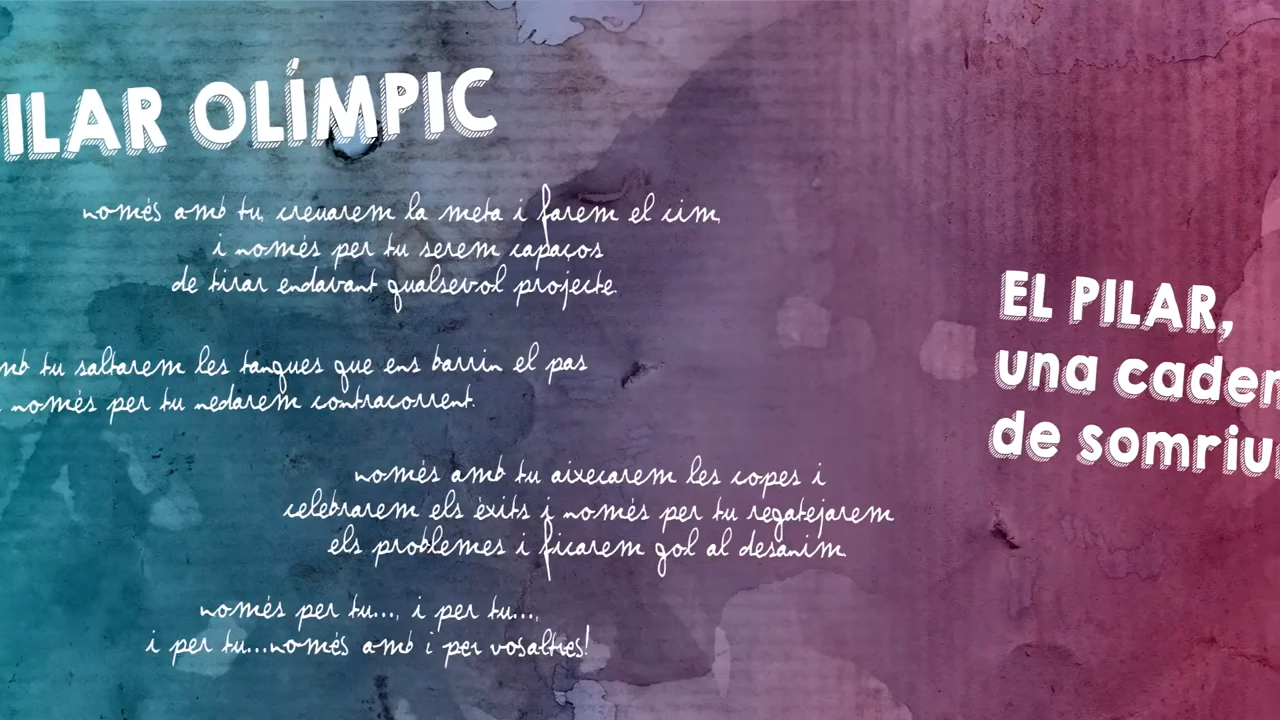 PILAR OLÍMPIC
només amb tu, creuarem la meta i farem el cim,
i només per tu serem capaços
de tirar endavant qualsevol projecte.
amb tu saltarem les tanques que ens barrin el pas
i només per tu nedarem contracorrent.
només amb tu aixecarem les copes i
celebrarem els èxits i només per tu regatejarem
els problemes i ficarem gol al desànim.
només per tu..., i per tu...,
i per tu...només amb i per vosaltres!
EL PILAR,
una caden
de somriu